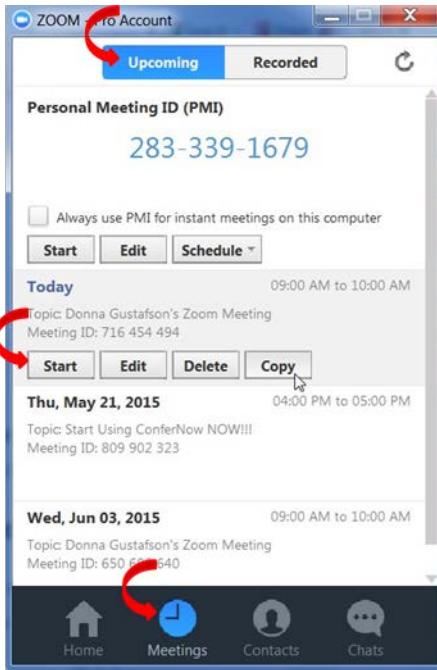 ZOOM - Pro Account
Upcoming Recorded
Personal Meeting ID (PMI)
283-339-1679
Always use PMI for instant meetings on this computer
Start Edit Schedule
Today 09:00 AM to 10:00 AM
Topic: Donna Gustafson's Zoom Meeting
Meeting ID: 716 454 494
Start Edit Delete Copy
Thu, May 21, 2015 04:00 PM to 05:00 PM
Topic: Start Using ConferNow NOW!!!
Meeting ID: 809 902 323
Wed, Jun 03, 2015 09:00 AM to 10:00 AM
Topic: Donna Gustafson's Zoom Meeting
Meeting ID: 650 640
Home Meetings Contacts Chats